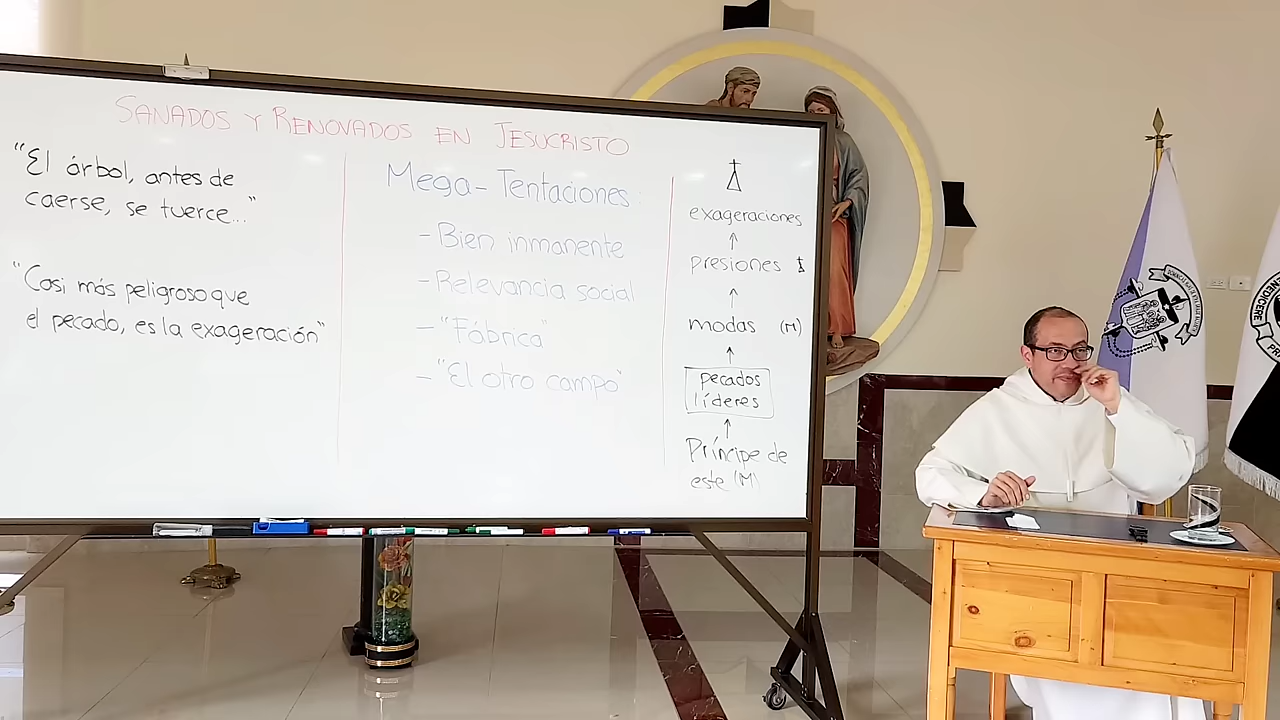 SANADOS Y RENOVADOS EN JESUCRISTO
"El árbol, antes de
caerse, se tuerce..."
"Casi más peligroso que
el pecado, es la exageración"
Mega-Tentaciones:
- Bien inmanente
- Relevancia social
- "Fábrica"
- "El otro campo"
exageraciones
↑
presiones
↑
modas (M)
↑
pecados
líderes
↑
Príncipe de
este (M)